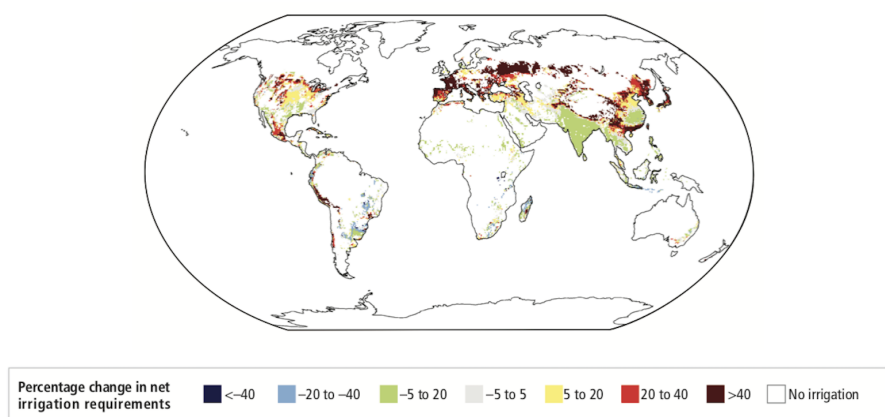 Percentage change in net
irrigation requirements
<–40
–20 to –40
–5 to 20
–5 to 5
5 to 20
20 to 40
>40
No irrigation